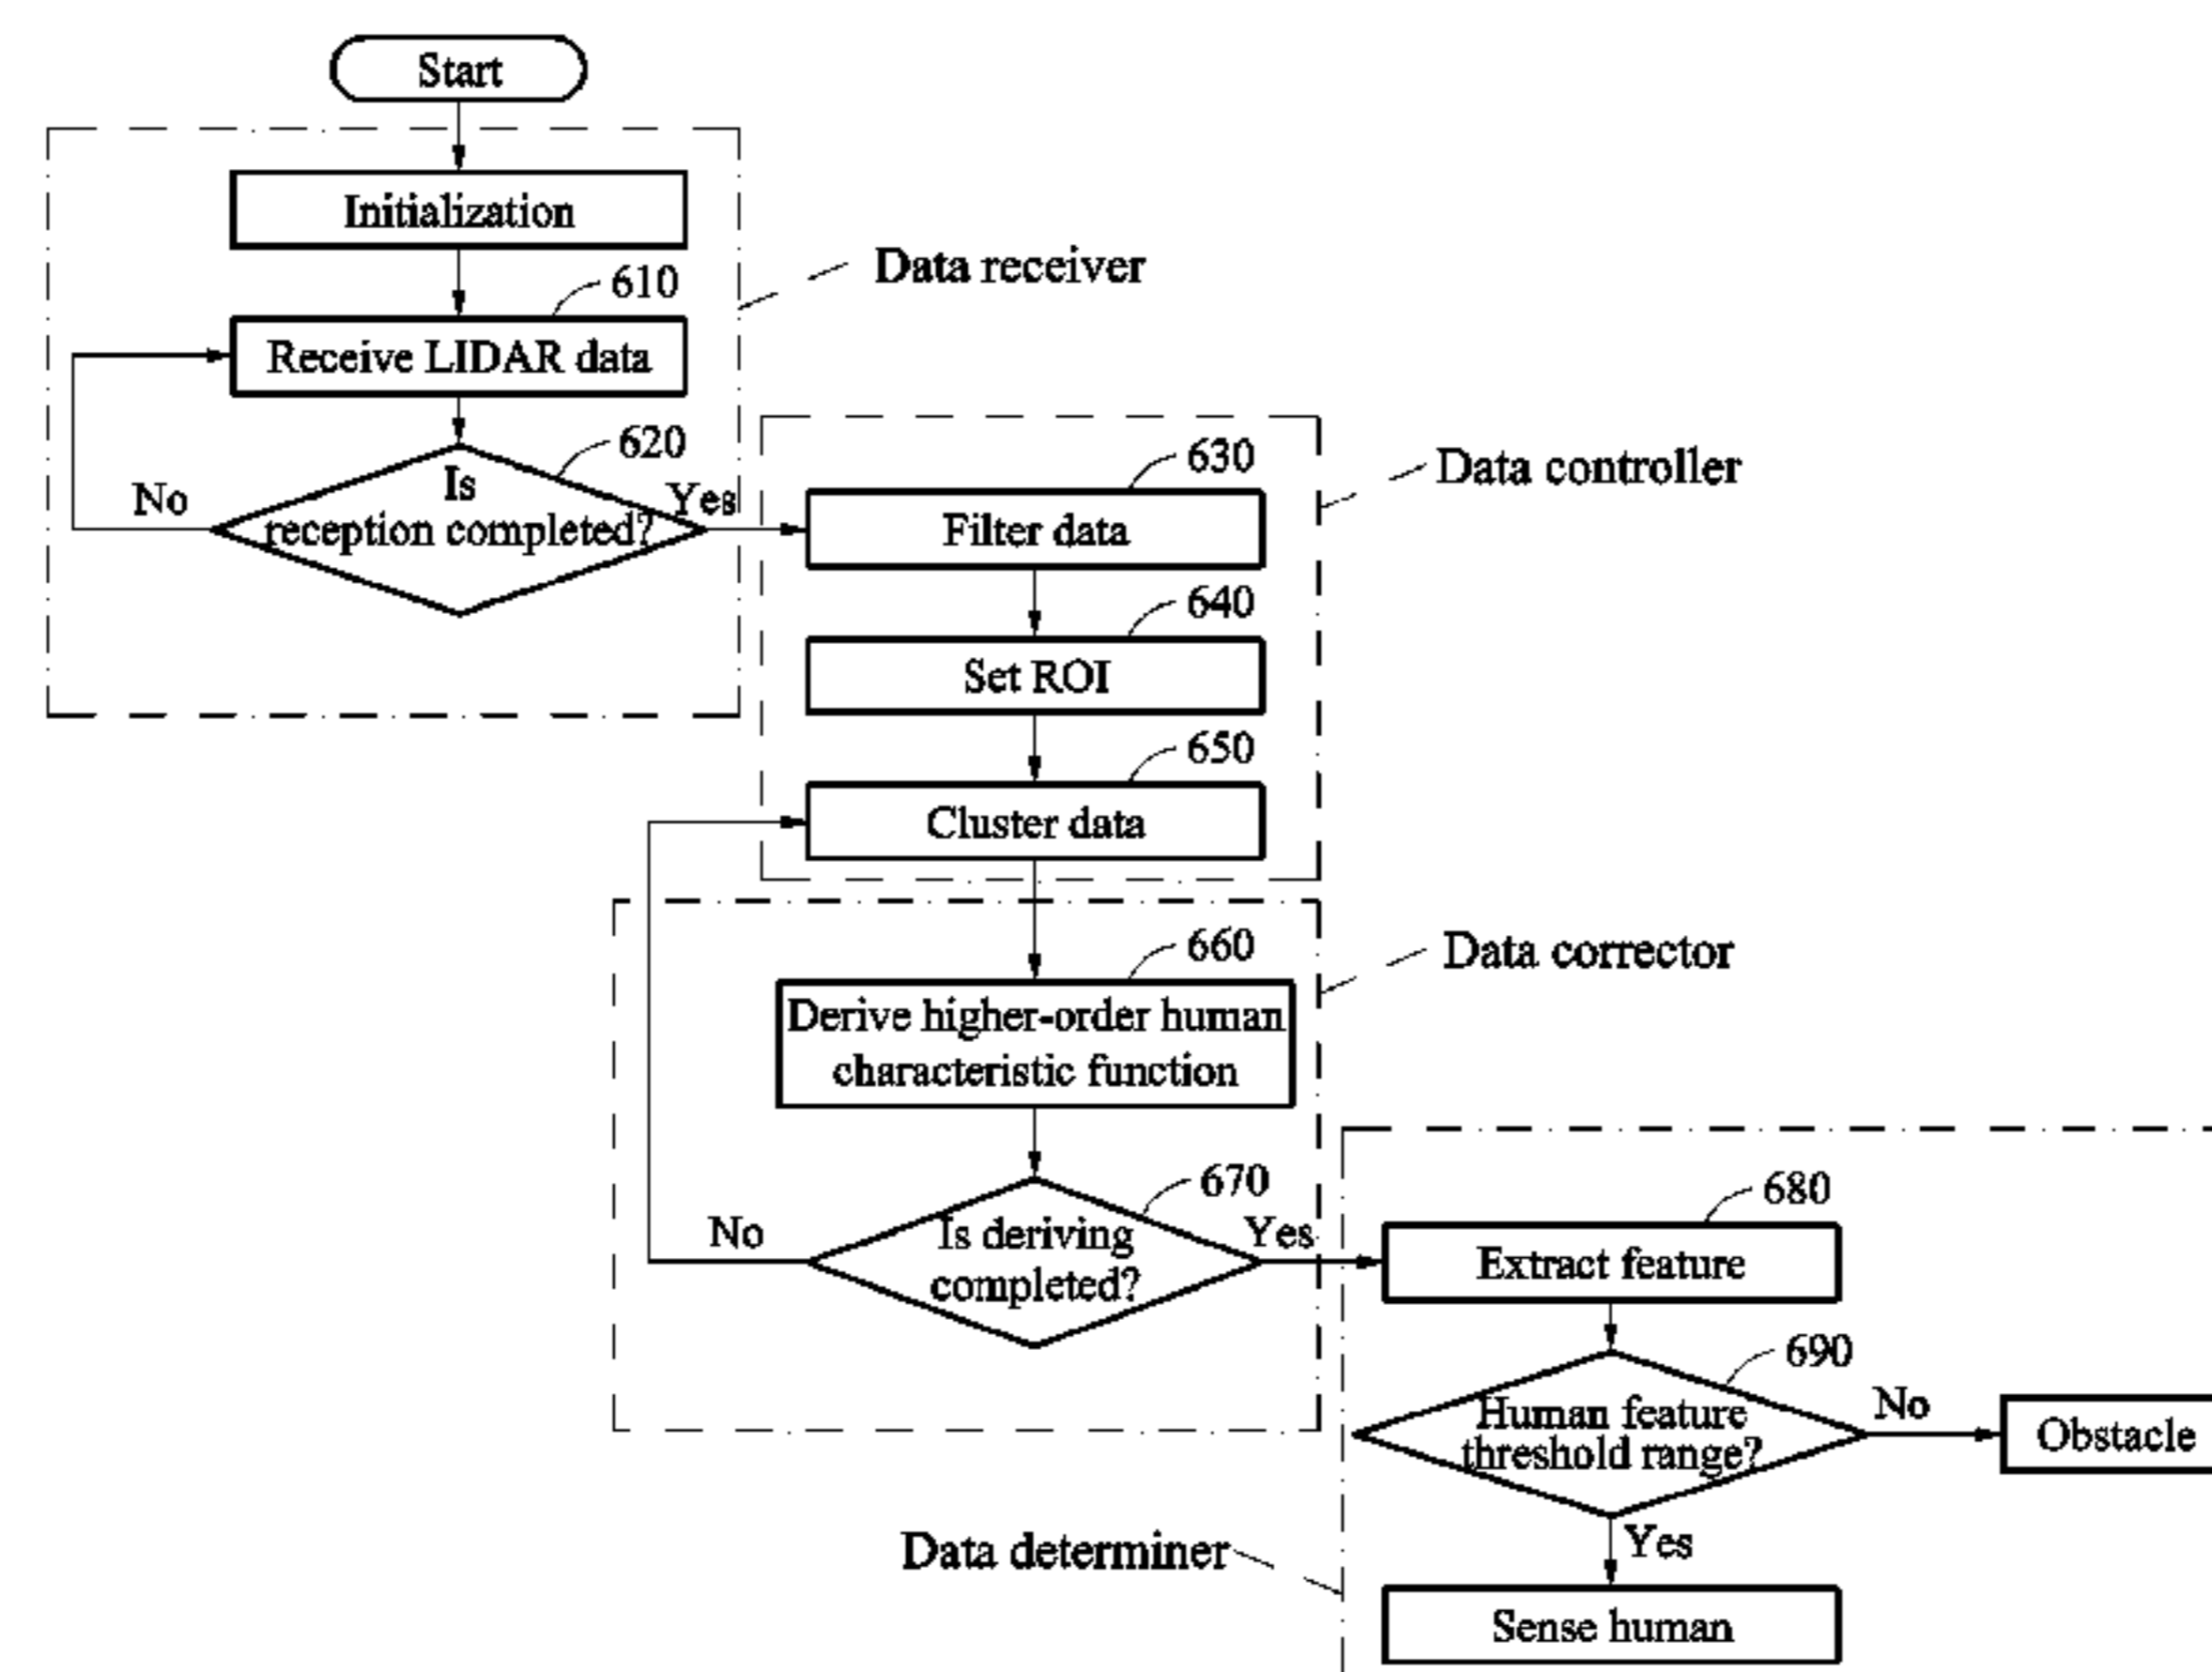 Start
Initialization
Data receiver
610
Receive LIDAR data
620
Is
reception completed?
No
Yes
Data controller
630
Filter data
640
Set ROI
650
Cluster data
Data corrector
660
Derive higher-order human
characteristic function
670
Is deriving
completed?
No
Yes
680
Extract feature
690
Human feature
threshold range?
No
Obstacle
Yes
Data determiner
Sense human